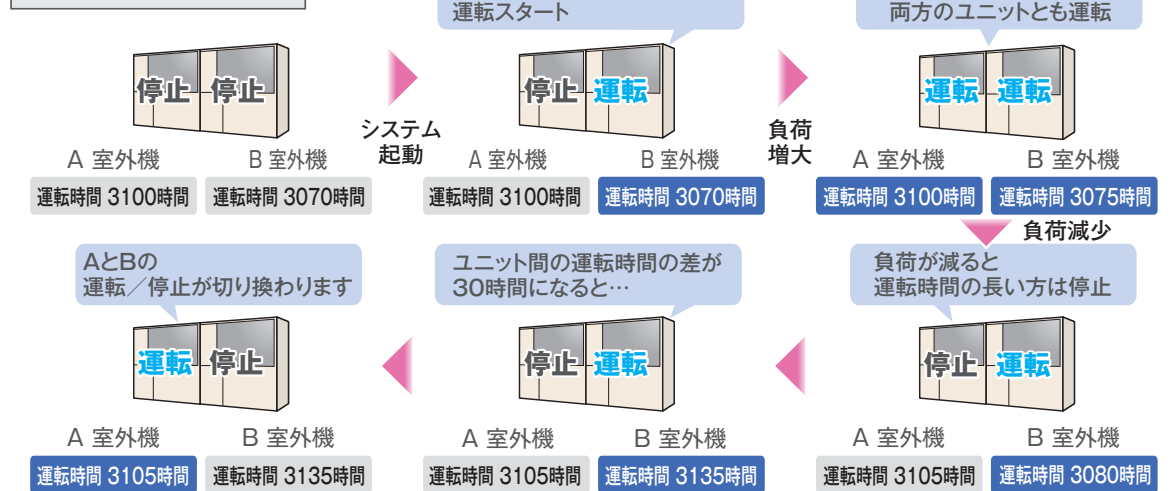 運転スタート
両方のユニットとも運転
停止 停止
停止 運転
運転 運転
システム
起動
負荷
増大
A 室外機 B 室外機
A 室外機 B 室外機
A 室外機 B 室外機
運転時間 3100時間 運転時間 3070時間
運転時間 3100時間 運転時間 3070時間
運転時間 3100時間 運転時間 3075時間
負荷減少
負荷が減ると
運転時間の長い方は停止
停止 運転
A 室外機 B 室外機
運転時間 3105時間 運転時間 3080時間
ユニット間の運転時間の差が
30時間になると…
停止 運転
A 室外機 B 室外機
運転時間 3105時間 運転時間 3135時間
AとBの
運転／停止が切り換わります
運転 停止
A 室外機 B 室外機
運転時間 3105時間 運転時間 3135時間